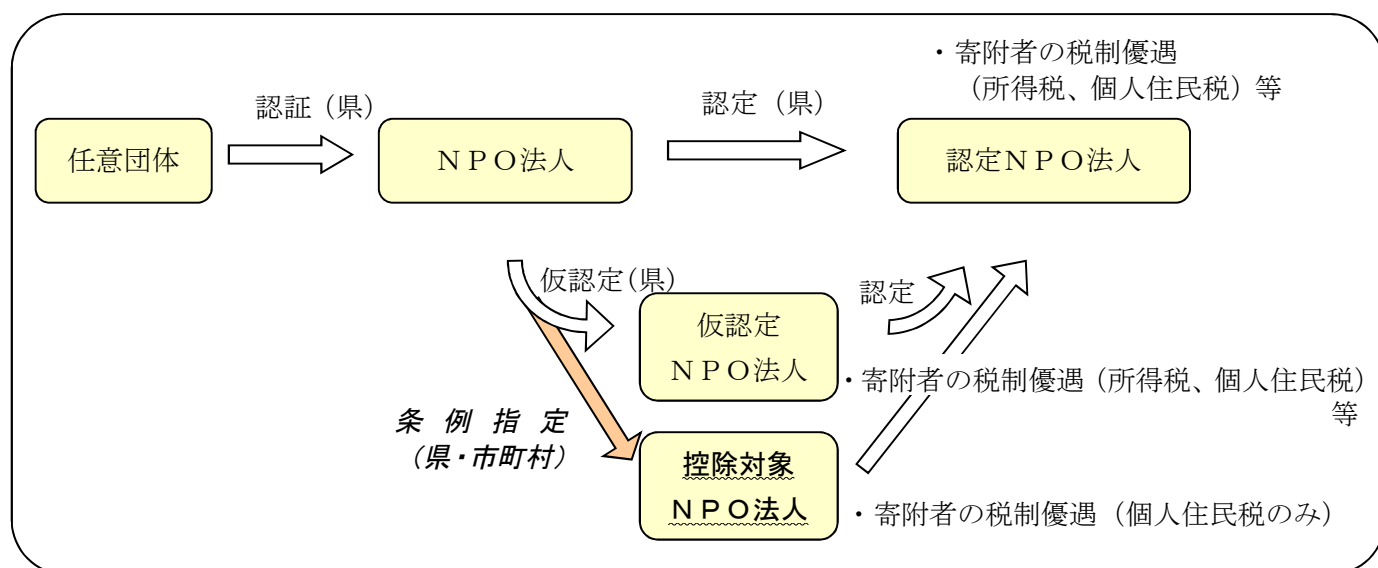 ・寄附者の税制優遇
（所得税、個人住民税）等
認証（県）
認定（県）
任意団体
ＮＰＯ法人
認定ＮＰＯ法人
仮認定（県）
認定
仮認定
ＮＰＯ法人
・寄附者の税制優遇（所得税、個人住民税）
等
条例指定
（県・市町村）
控除対象
ＮＰＯ法人
・寄附者の税制優遇（個人住民税のみ）